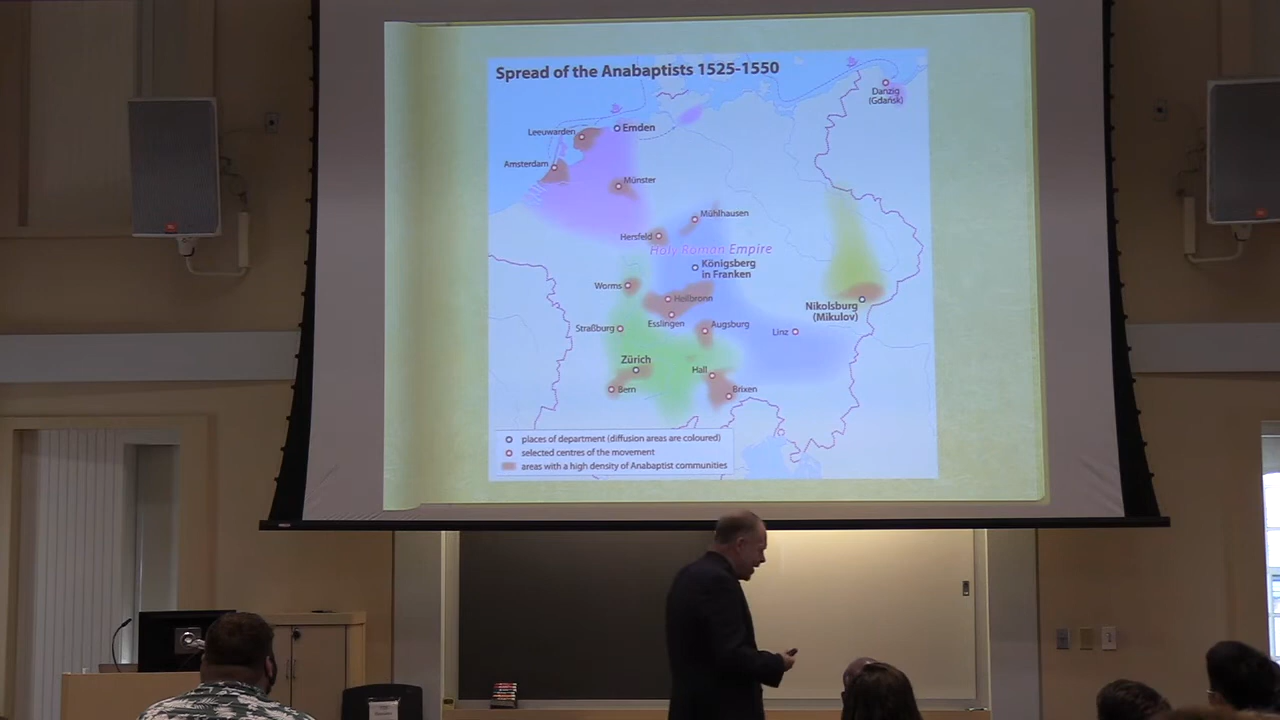 Spread of the Anabaptists 1525-1550
Danzig
(Gdańsk)
Leeuwarden
Emden
Amsterdam
Münster
Mühlhausen
Hersfeld
Holy Roman Empire
Königsberg
in Franken
Worms
Heilbronn
Nikolsburg
(Mikulov)
Esslingen
Straßburg
Augsburg
Linz
Zürich
Hall
Bern
Brixen
places of department (diffusion areas are coloured)
selected centres of the movement
areas with a high density of Anabaptist communities
JBL